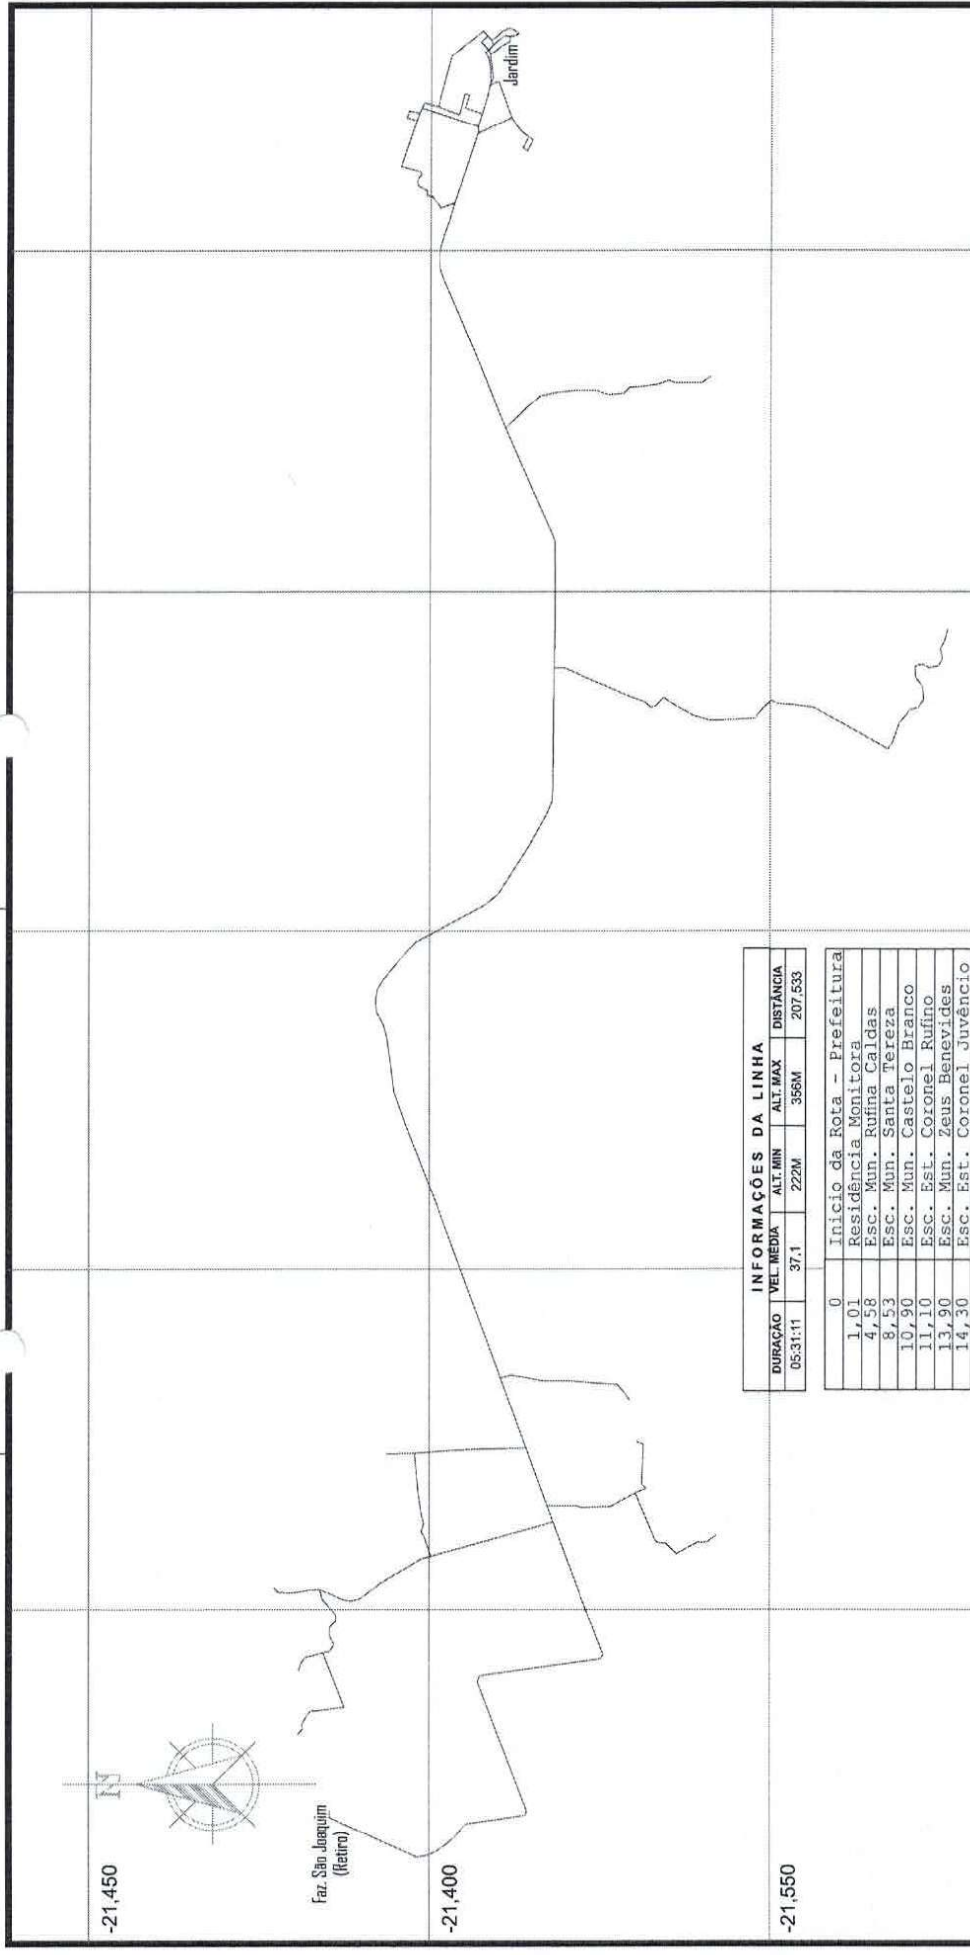 N
Jardim
Faz. São Joaquim
(Retiro)
-21,450
-21,400
-21,550
INFORMAÇÕES DA LINHA
DURAÇÃO VEL. MÉDIA ALT. MIN ALT. MAX DISTÂNCIA
05:31:11 37,1 222M 356M 207,533
0 Inicio da Rota - Prefeitura
1,01 Residência Monitora
4,58 Esc. Mun. Rufina Caldas
8,53 Esc. Mun. Santa Tereza
10,90 Esc. Mun. Castelo Branco
11,10 Esc. Est. Coronel Rufino
13,90 Esc. Mun. Zeus Benevides
14,30 Esc. Est. Coronel Juvêncio